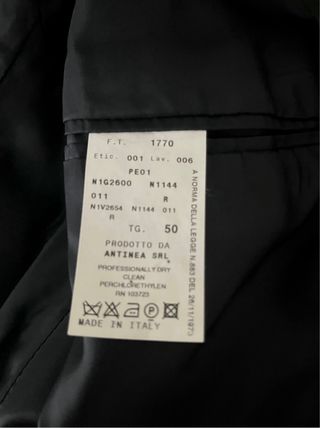 F.T. 1770
Etic. 001 Lav. 006
PE01
N1G2600 N1144
011 R
N1V2654 N1144 011
R
TG. 50
PRODOTTO DA
ANTINEA SRL
PROFESSIONALLY DRY
CLEAN
PERCHLORETHYLEN
RN 103723
P
MADE IN ITALY
A NORMA DELLA LEGGE N.883 DEL 26/11/1973